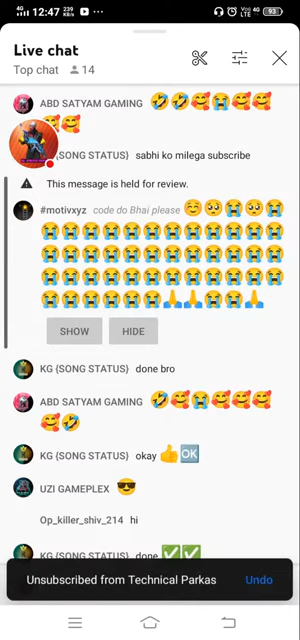 12:47 239 KB/S VoLTE 4G 93
Live chat
Top chat 14
ABD SATYAM GAMING 🤣🤣🥰😭🥰🥰
🥰🥰
{SONG STATUS} sabhi ko milega subscribe
This message is held for review.
#motivxyz code do Bhai please ☺️🥺😭🥺😭
😭😭😭😭😭😭😭😭😭😭😭😭
😭😭😭😭😭😭😭😭😭😭😭😭
😭😭😭😭😭😭😭😭😭😭😭😭
😭😭😭😭😭😭🙏🙏😭😭🙏
SHOW HIDE
KG {SONG STATUS} done bro
ABD SATYAM GAMING 🤣🥰😭🥰🥰🥰
🥰🤣
KG {SONG STATUS} okay 👍🆗
UZI GAMEPLEX 😎
Op_killer_shiv_214 hi
KG {SONG STATUS} done ✅✅
Unsubscribed from Technical Parkas Undo